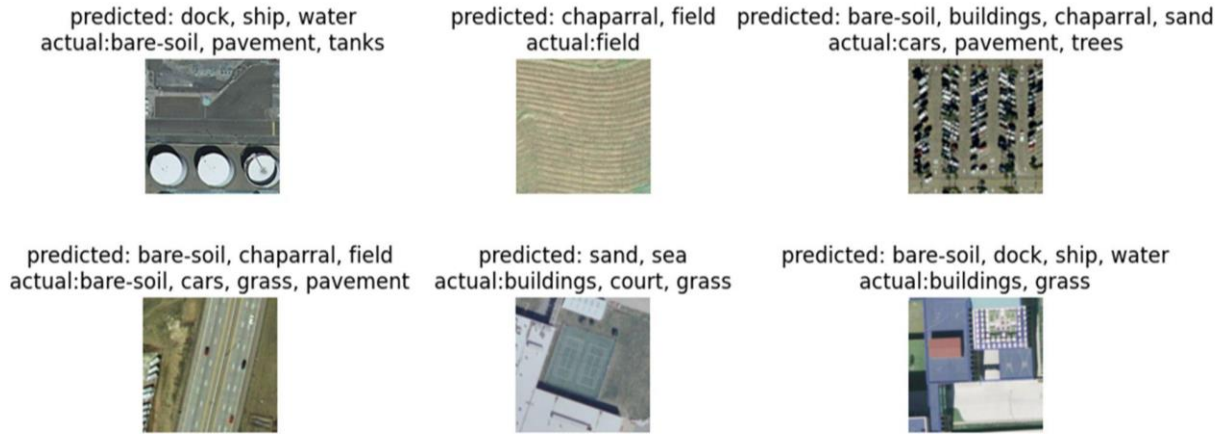 predicted: dock, ship, water
actual:bare-soil, pavement, tanks
predicted: chaparral, field
actual:field
predicted: bare-soil, buildings, chaparral, sand
actual:cars, pavement, trees
predicted: bare-soil, chaparral, field
actual:bare-soil, cars, grass, pavement
predicted: sand, sea
actual:buildings, court, grass
predicted: bare-soil, dock, ship, water
actual:buildings, grass